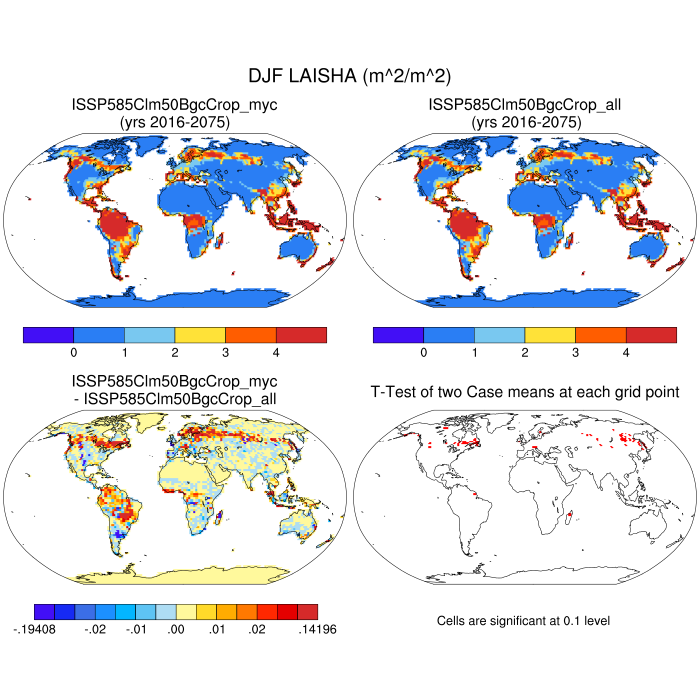 DJF LAISHA (m^2/m^2)
ISSP585Clm50BgcCrop_myc
(yrs 2016-2075)
ISSP585Clm50BgcCrop_all
(yrs 2016-2075)
0 1 2 3 4
0 1 2 3 4
ISSP585Clm50BgcCrop_myc
- ISSP585Clm50BgcCrop_all
T-Test of two Case means at each grid point
-.19408 -.02 -.01 .00 .01 .02 .14196
Cells are significant at 0.1 level